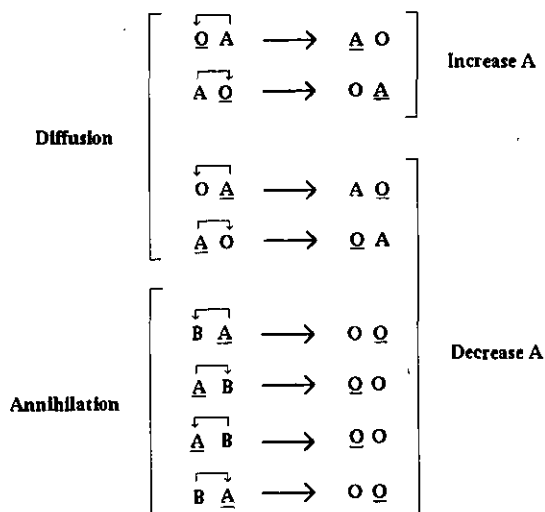 O A ⟶ A O
Increase A
A O ⟶ O A
Diffusion
O A ⟶ A O
A O ⟶ O A
B A ⟶ O O
Decrease A
A B ⟶ O O
Annihilation
A B ⟶ O O
B A ⟶ O O